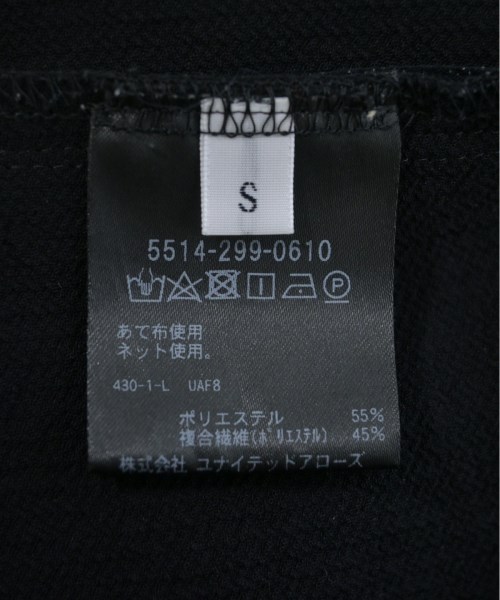 S
5514-299-0610
あて布使用
ネット使用。
430-1-L UAF8
ポリエステル 55%
複合繊維(ポリエステル) 45%
株式会社 ユナイテッドアローズ